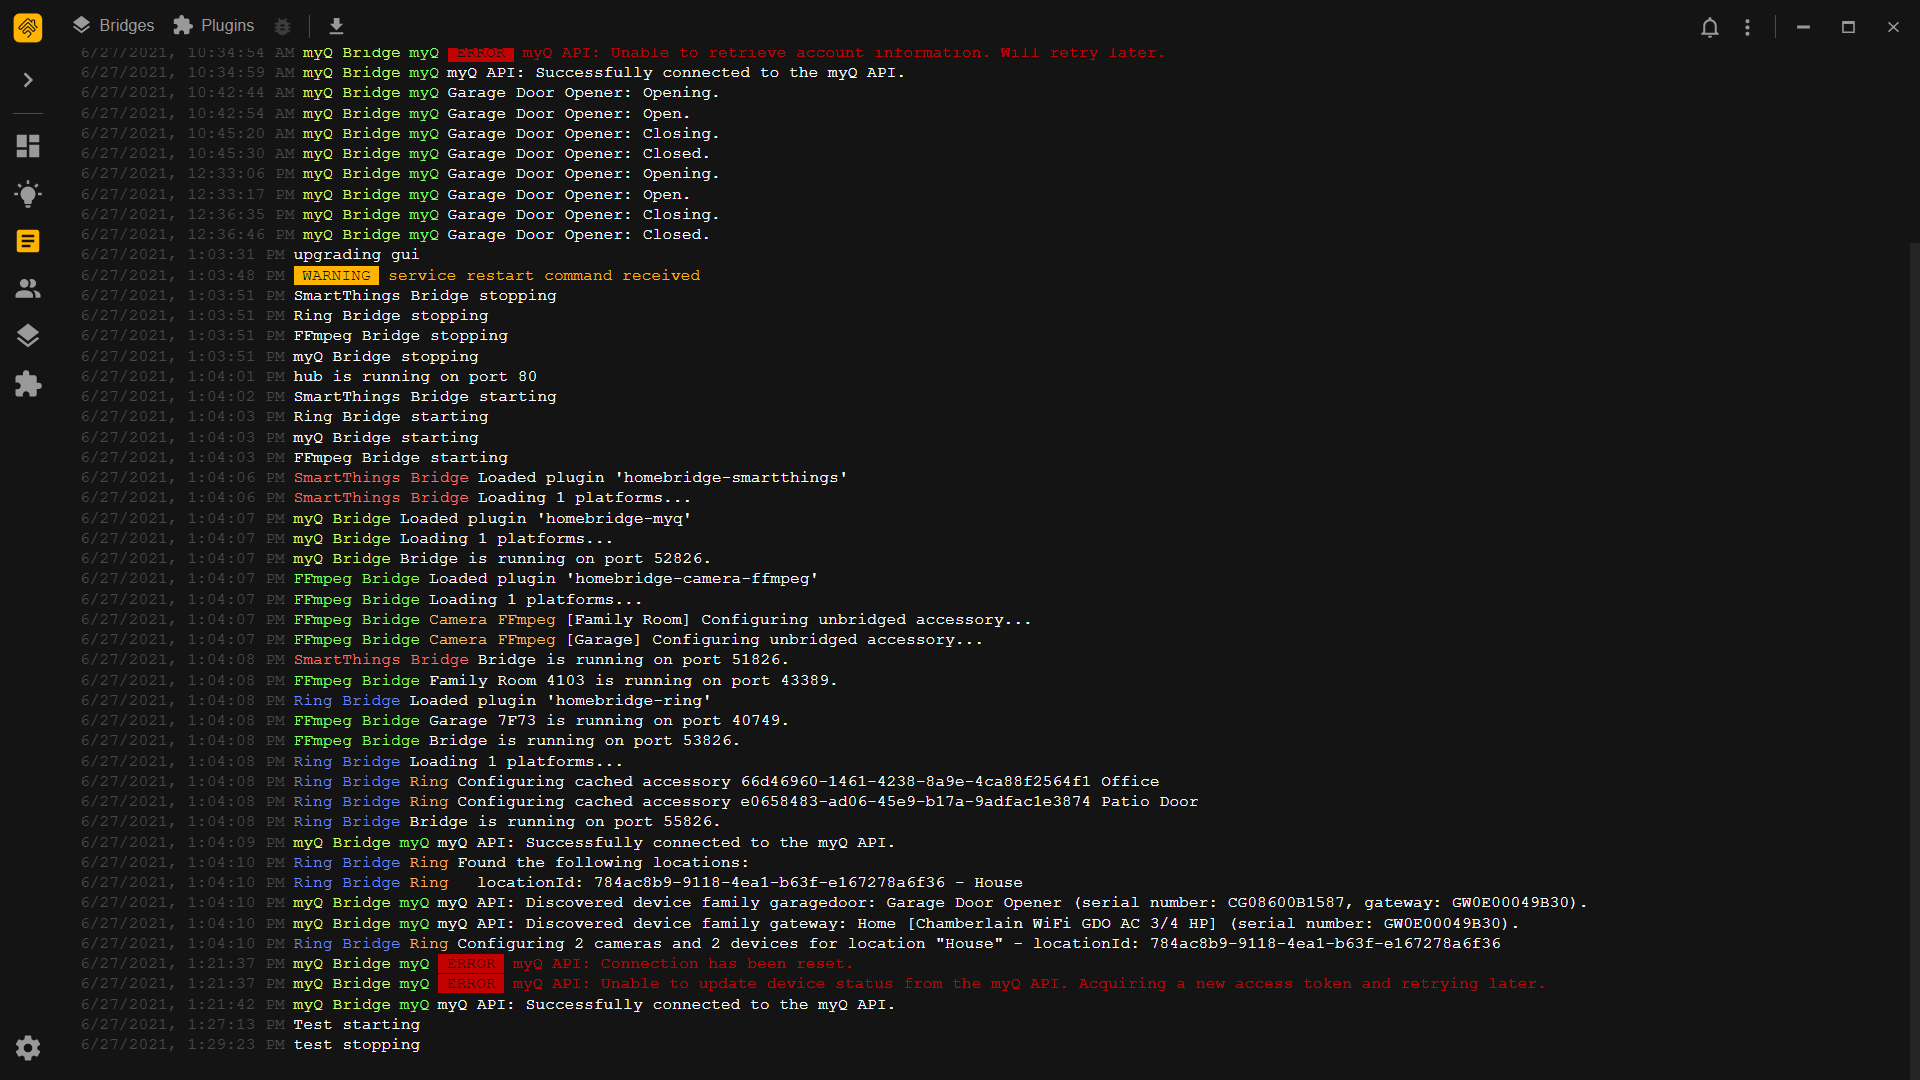 Bridges Plugins
6/27/2021, 10:34:54 AM myQ Bridge myQ ERROR myQ API: Unable to retrieve account information. Will retry later.
6/27/2021, 10:34:59 AM myQ Bridge myQ myQ API: Successfully connected to the myQ API.
6/27/2021, 10:42:44 AM myQ Bridge myQ Garage Door Opener: Opening.
6/27/2021, 10:42:54 AM myQ Bridge myQ Garage Door Opener: Open.
6/27/2021, 10:45:20 AM myQ Bridge myQ Garage Door Opener: Closing.
6/27/2021, 10:45:30 AM myQ Bridge myQ Garage Door Opener: Closed.
6/27/2021, 12:33:06 PM myQ Bridge myQ Garage Door Opener: Opening.
6/27/2021, 12:33:17 PM myQ Bridge myQ Garage Door Opener: Open.
6/27/2021, 12:36:35 PM myQ Bridge myQ Garage Door Opener: Closing.
6/27/2021, 12:36:46 PM myQ Bridge myQ Garage Door Opener: Closed.
6/27/2021, 1:03:31 PM upgrading gui
6/27/2021, 1:03:48 PM WARNING service restart command received
6/27/2021, 1:03:51 PM SmartThings Bridge stopping
6/27/2021, 1:03:51 PM Ring Bridge stopping
6/27/2021, 1:03:51 PM FFmpeg Bridge stopping
6/27/2021, 1:03:51 PM myQ Bridge stopping
6/27/2021, 1:04:01 PM hub is running on port 80
6/27/2021, 1:04:02 PM SmartThings Bridge starting
6/27/2021, 1:04:03 PM Ring Bridge starting
6/27/2021, 1:04:03 PM myQ Bridge starting
6/27/2021, 1:04:03 PM FFmpeg Bridge starting
6/27/2021, 1:04:06 PM SmartThings Bridge Loaded plugin 'homebridge-smartthings'
6/27/2021, 1:04:06 PM SmartThings Bridge Loading 1 platforms...
6/27/2021, 1:04:07 PM myQ Bridge Loaded plugin 'homebridge-myq'
6/27/2021, 1:04:07 PM myQ Bridge Loading 1 platforms...
6/27/2021, 1:04:07 PM myQ Bridge Bridge is running on port 52826.
6/27/2021, 1:04:07 PM FFmpeg Bridge Loaded plugin 'homebridge-camera-ffmpeg'
6/27/2021, 1:04:07 PM FFmpeg Bridge Loading 1 platforms...
6/27/2021, 1:04:07 PM FFmpeg Bridge Camera FFmpeg [Family Room] Configuring unbridged accessory...
6/27/2021, 1:04:07 PM FFmpeg Bridge Camera FFmpeg [Garage] Configuring unbridged accessory...
6/27/2021, 1:04:08 PM SmartThings Bridge Bridge is running on port 51826.
6/27/2021, 1:04:08 PM FFmpeg Bridge Family Room 4103 is running on port 43389.
6/27/2021, 1:04:08 PM Ring Bridge Loaded plugin 'homebridge-ring'
6/27/2021, 1:04:08 PM FFmpeg Bridge Garage 7F73 is running on port 40749.
6/27/2021, 1:04:08 PM FFmpeg Bridge Bridge is running on port 53826.
6/27/2021, 1:04:08 PM Ring Bridge Loading 1 platforms...
6/27/2021, 1:04:08 PM Ring Bridge Ring Configuring cached accessory 66d46960-1461-4238-8a9e-4ca88f2564f1 Office
6/27/2021, 1:04:08 PM Ring Bridge Ring Configuring cached accessory e0658483-ad06-45e9-b17a-9adfac1e3874 Patio Door
6/27/2021, 1:04:08 PM Ring Bridge Bridge is running on port 55826.
6/27/2021, 1:04:09 PM myQ Bridge myQ myQ API: Successfully connected to the myQ API.
6/27/2021, 1:04:10 PM Ring Bridge Ring Found the following locations:
6/27/2021, 1:04:10 PM Ring Bridge Ring locationId: 784ac8b9-9118-4ea1-b63f-e167278a6f36 - House
6/27/2021, 1:04:10 PM myQ Bridge myQ myQ API: Discovered device family garagedoor: Garage Door Opener (serial number: CG08600B1587, gateway: GW0E00049B30).
6/27/2021, 1:04:10 PM myQ Bridge myQ myQ API: Discovered device family gateway: Home [Chamberlain WiFi GDO AC 3/4 HP] (serial number: GW0E00049B30).
6/27/2021, 1:04:10 PM Ring Bridge Ring Configuring 2 cameras and 2 devices for location "House" - locationId: 784ac8b9-9118-4ea1-b63f-e167278a6f36
6/27/2021, 1:21:37 PM myQ Bridge myQ ERROR myQ API: Connection has been reset.
6/27/2021, 1:21:37 PM myQ Bridge myQ ERROR myQ API: Unable to update device status from the myQ API. Acquiring a new access token and retrying later.
6/27/2021, 1:21:42 PM myQ Bridge myQ myQ API: Successfully connected to the myQ API.
6/27/2021, 1:27:13 PM Test starting
6/27/2021, 1:29:23 PM test stopping